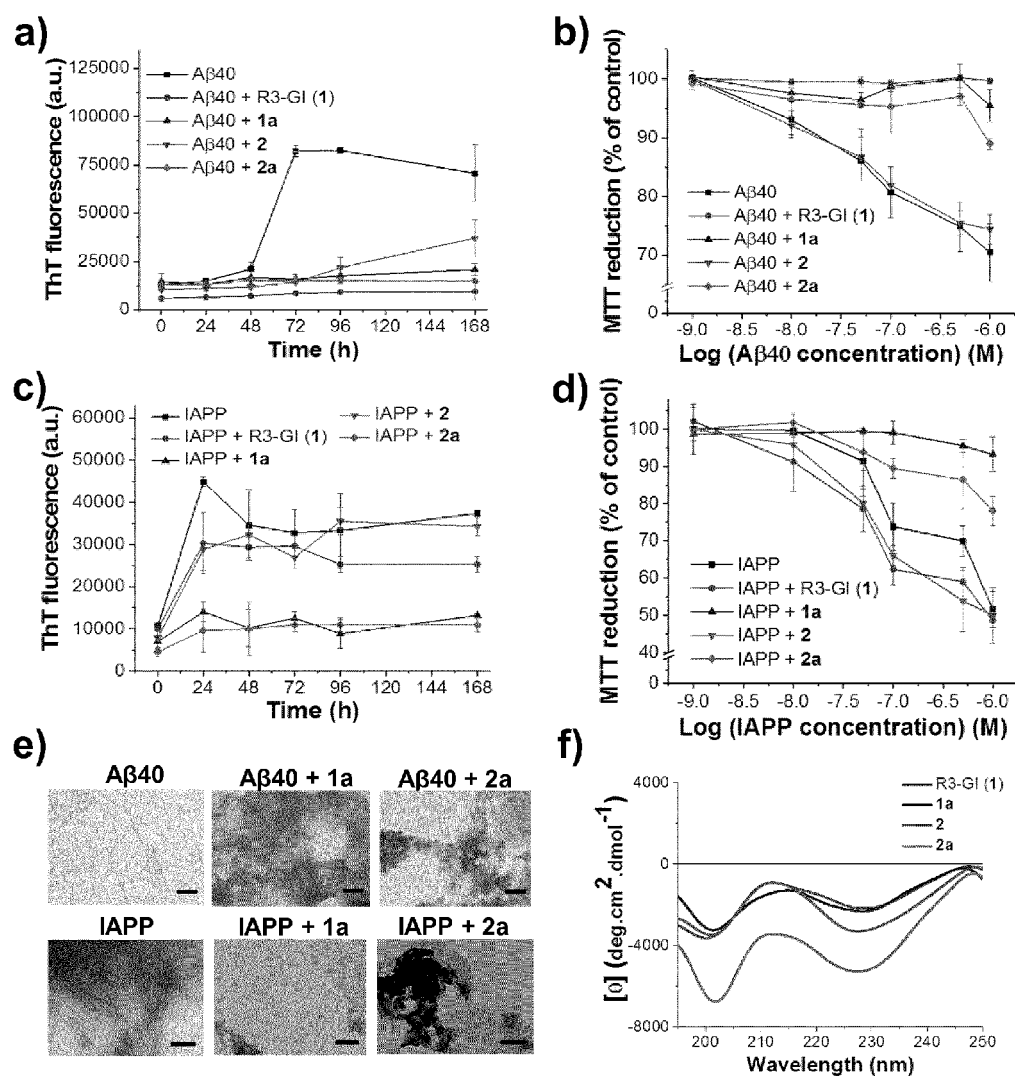 a)
ThT fluorescence (a.u.)
125000
100000
75000
50000
25000
0
Aβ40
Aβ40 + R3-GI (1)
Aβ40 + 1a
Aβ40 + 2
Aβ40 + 2a
0 24 48 72 96 120 144 168
Time (h)
b)
MTT reduction (% of control)
100
90
80
70
0
Aβ40
Aβ40 + R3-GI (1)
Aβ40 + 1a
Aβ40 + 2
Aβ40 + 2a
-9.0 -8.5 -8.0 -7.5 -7.0 -6.5 -6.0
Log (Aβ40 concentration) (M)
c)
ThT fluorescence (a.u.)
60000
50000
40000
30000
20000
10000
0
IAPP
IAPP + R3-GI (1)
IAPP + 1a
IAPP + 2
IAPP + 2a
0 24 48 72 96 120 144 168
Time (h)
d)
MTT reduction (% of control)
100
90
80
70
60
50
40
0
IAPP
IAPP + R3-GI (1)
IAPP + 1a
IAPP + 2
IAPP + 2a
-9.0 -8.5 -8.0 -7.5 -7.0 -6.5 -6.0
Log (IAPP concentration) (M)
e)
Aβ40
Aβ40 + 1a
Aβ40 + 2a
IAPP
IAPP + 1a
IAPP + 2a
f)
[θ] (deg.cm².dmol⁻¹)
4000
0
-4000
-8000
R3-GI (1)
1a
2
2a
200 210 220 230 240 250
Wavelength (nm)